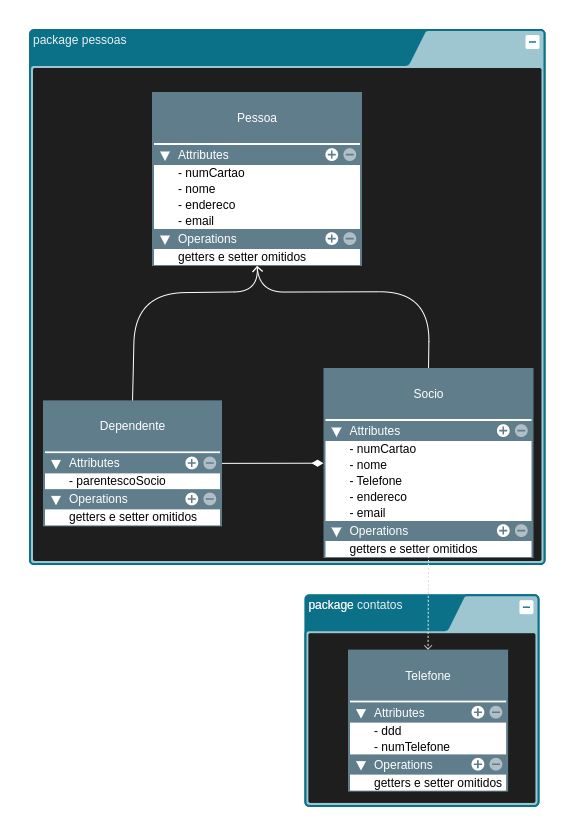 package pessoas
Pessoa
Attributes
- numCartao
- nome
- endereco
- email
Operations
getters e setter omitidos
Dependente
Attributes
- parentescoSocio
Operations
getters e setter omitidos
Socio
Attributes
- numCartao
- nome
- Telefone
- endereco
- email
Operations
getters e setter omitidos
package contatos
Telefone
Attributes
- ddd
- numTelefone
Operations
getters e setter omitidos